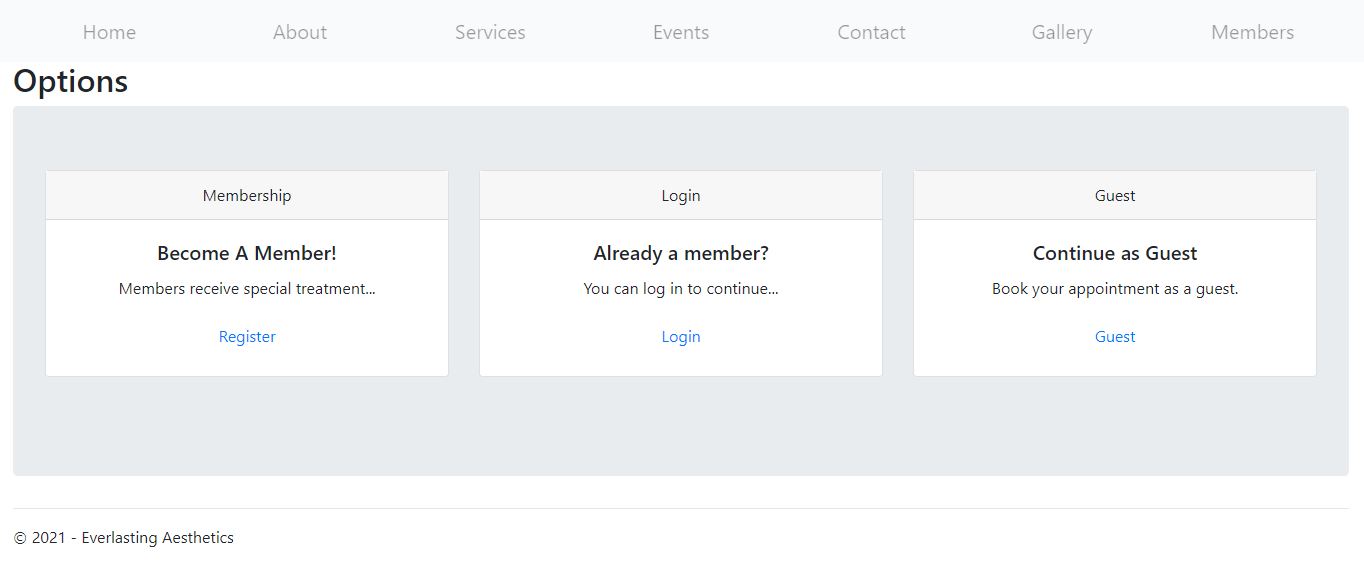 Home About Services Events Contact Gallery Members
Options
Membership
Become A Member!
Members receive special treatment...
Register
Login
Already a member?
You can log in to continue...
Login
Guest
Continue as Guest
Book your appointment as a guest.
Guest
© 2021 - Everlasting Aesthetics